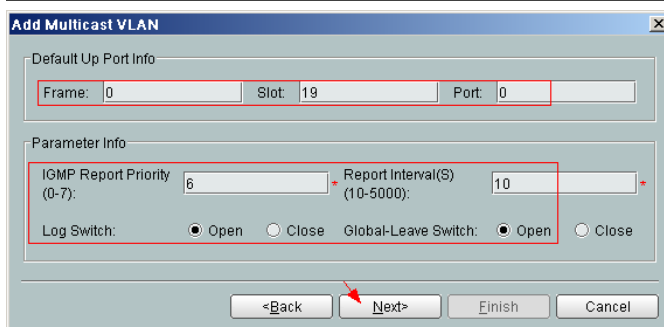 Add Multicast VLAN
Default Up Port Info
Frame: 0 Slot: 19 Port: 0
Parameter Info
IGMP Report Priority (0-7): 6 * Report Interval(S) (10-5000): 10 *
Log Switch: Open Close Global-Leave Switch: Open Close
<Back Next> Finish Cancel